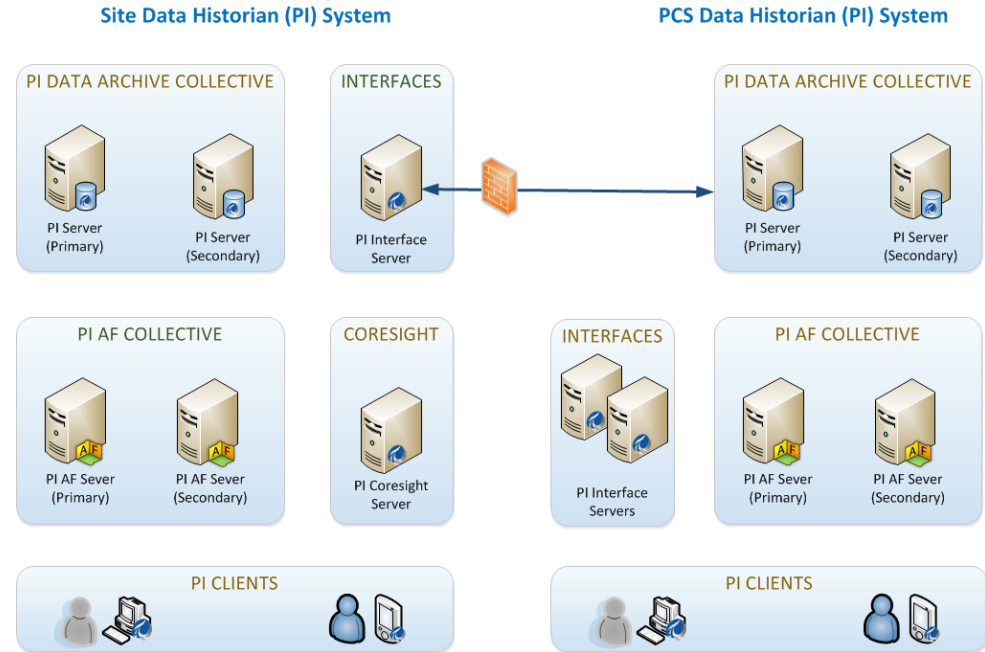 Site Data Historian (PI) System
PCS Data Historian (PI) System
PI DATA ARCHIVE COLLECTIVE
INTERFACES
PI DATA ARCHIVE COLLECTIVE
PI Server
(Primary)
PI Server
(Secondary)
PI Interface
Server
PI Server
(Primary)
PI Server
(Secondary)
PI AF COLLECTIVE
CORESIGHT
INTERFACES
PI AF COLLECTIVE
A F
A F
A F
A F
PI AF Sever
(Primary)
PI AF Sever
(Secondary)
PI Coresight
Server
PI Interface
Servers
PI AF Sever
(Primary)
PI AF Sever
(Secondary)
PI CLIENTS
PI CLIENTS